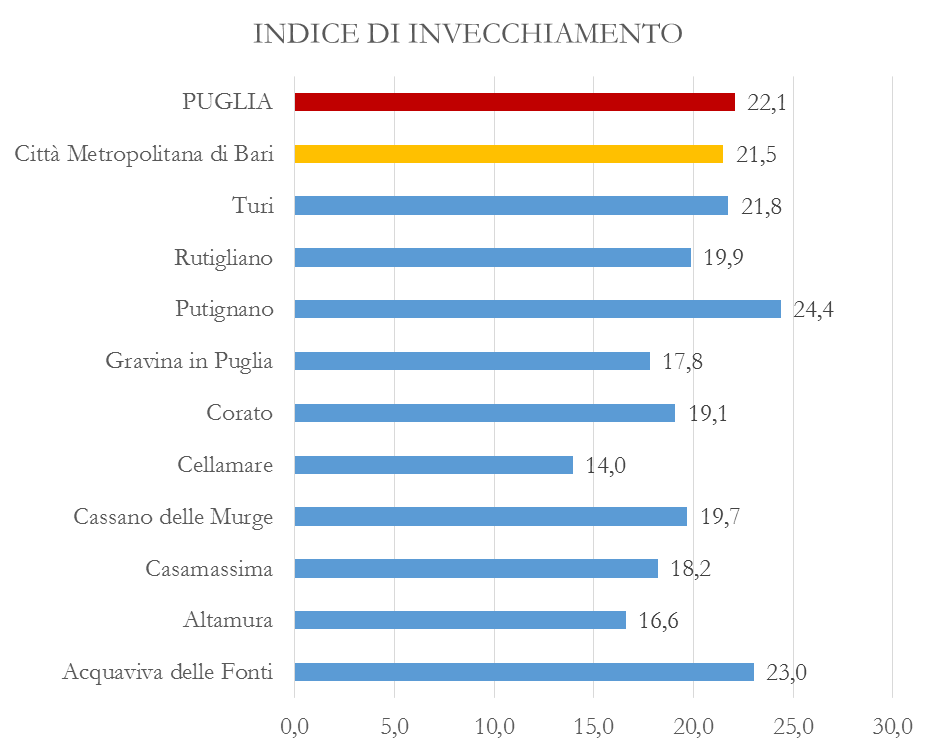 INDICE DI INVECCHIAMENTO
PUGLIA 22,1
Città Metropolitana di Bari 21,5
Turi 21,8
Rutigliano 19,9
Putignano 24,4
Gravina in Puglia 17,8
Corato 19,1
Cellamare 14,0
Cassano delle Murge 19,7
Casamassima 18,2
Altamura 16,6
Acquaviva delle Fonti 23,0
0,0 5,0 10,0 15,0 20,0 25,0 30,0